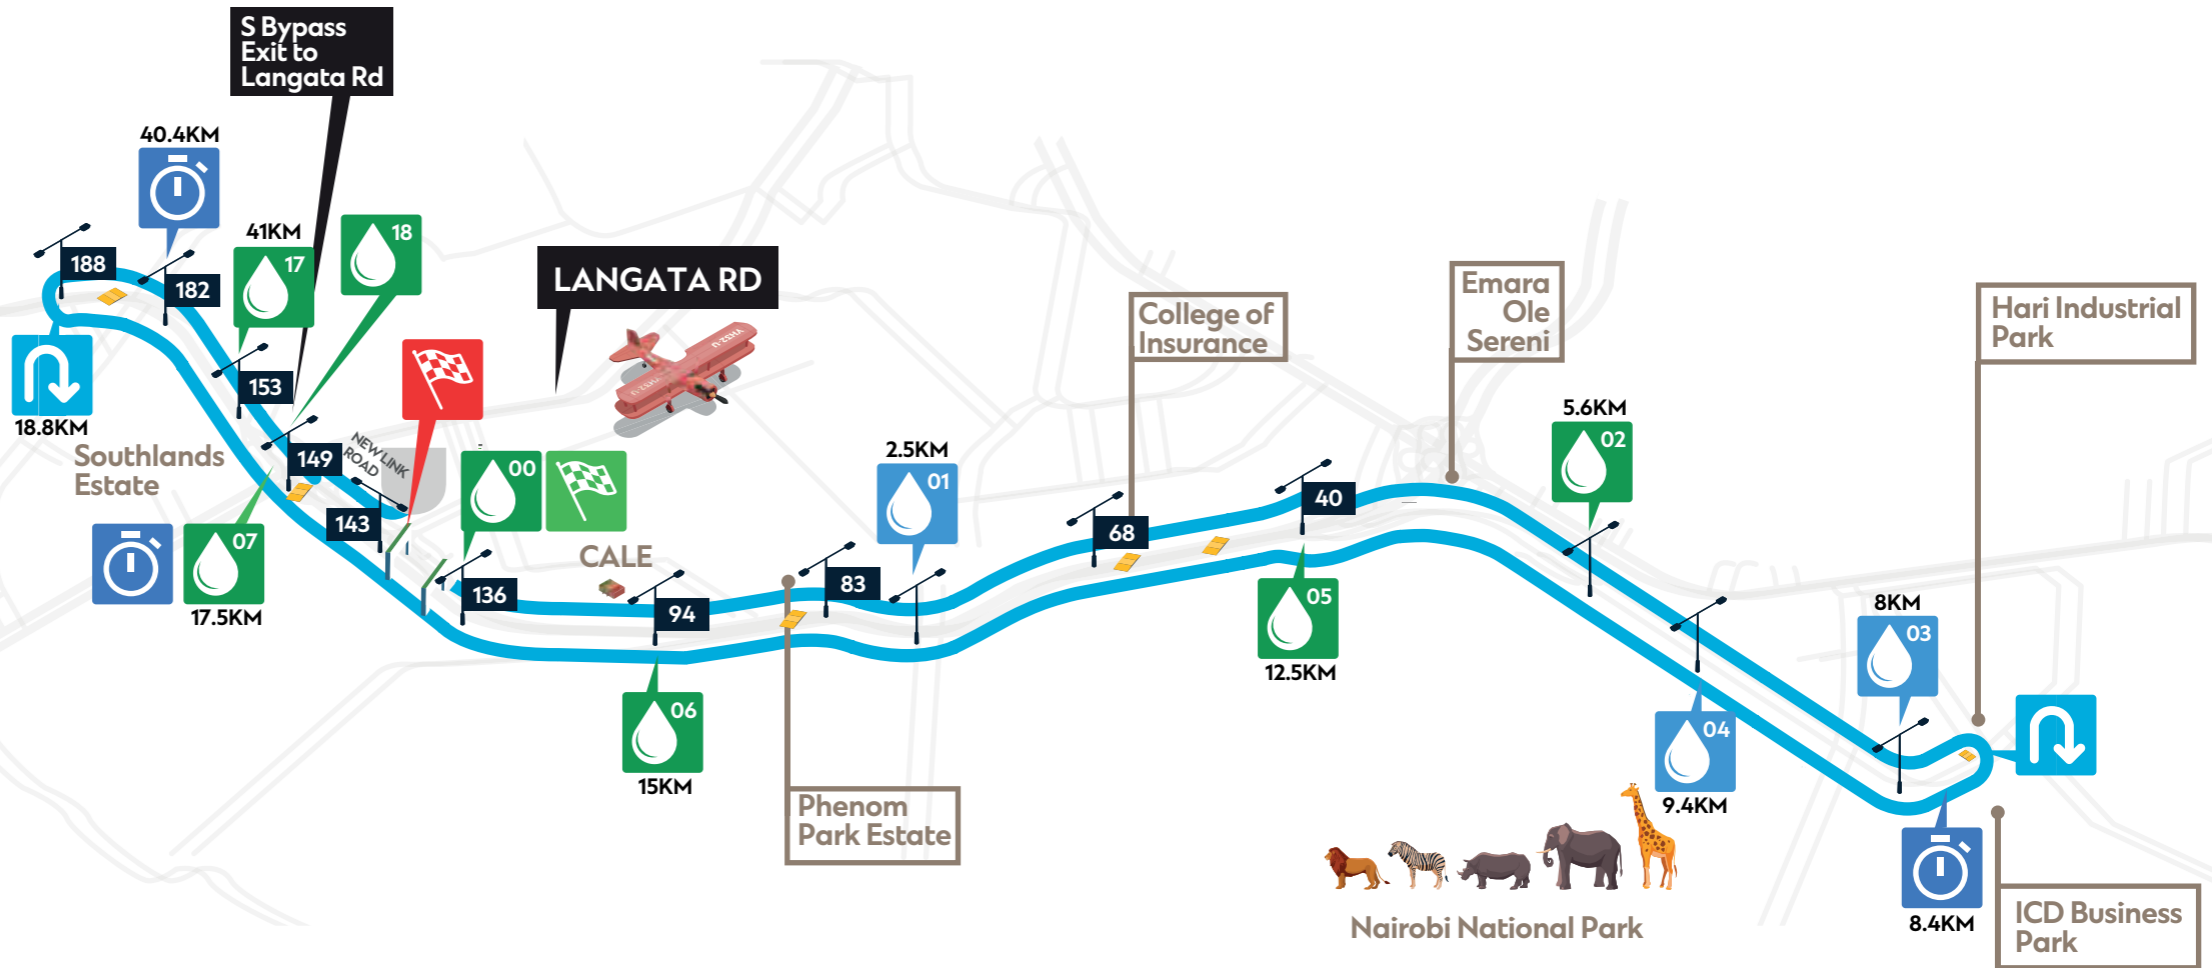 S Bypass
Exit to
Langata Rd
40.4KM
188
182
41KM
17
18
18.8KM
153
Southlands
Estate
149
NEW LINK
ROAD
143
07
17.5KM
LANGATA RD
00
136
CALE
94
06
15KM
83
2.5KM
01
Phenom
Park Estate
College of
Insurance
68
40
05
12.5KM
Emara
Ole
Sereni
5.6KM
02
04
9.4KM
8KM
03
Hari Industrial
Park
8.4KM
ICD Business
Park
Nairobi National Park